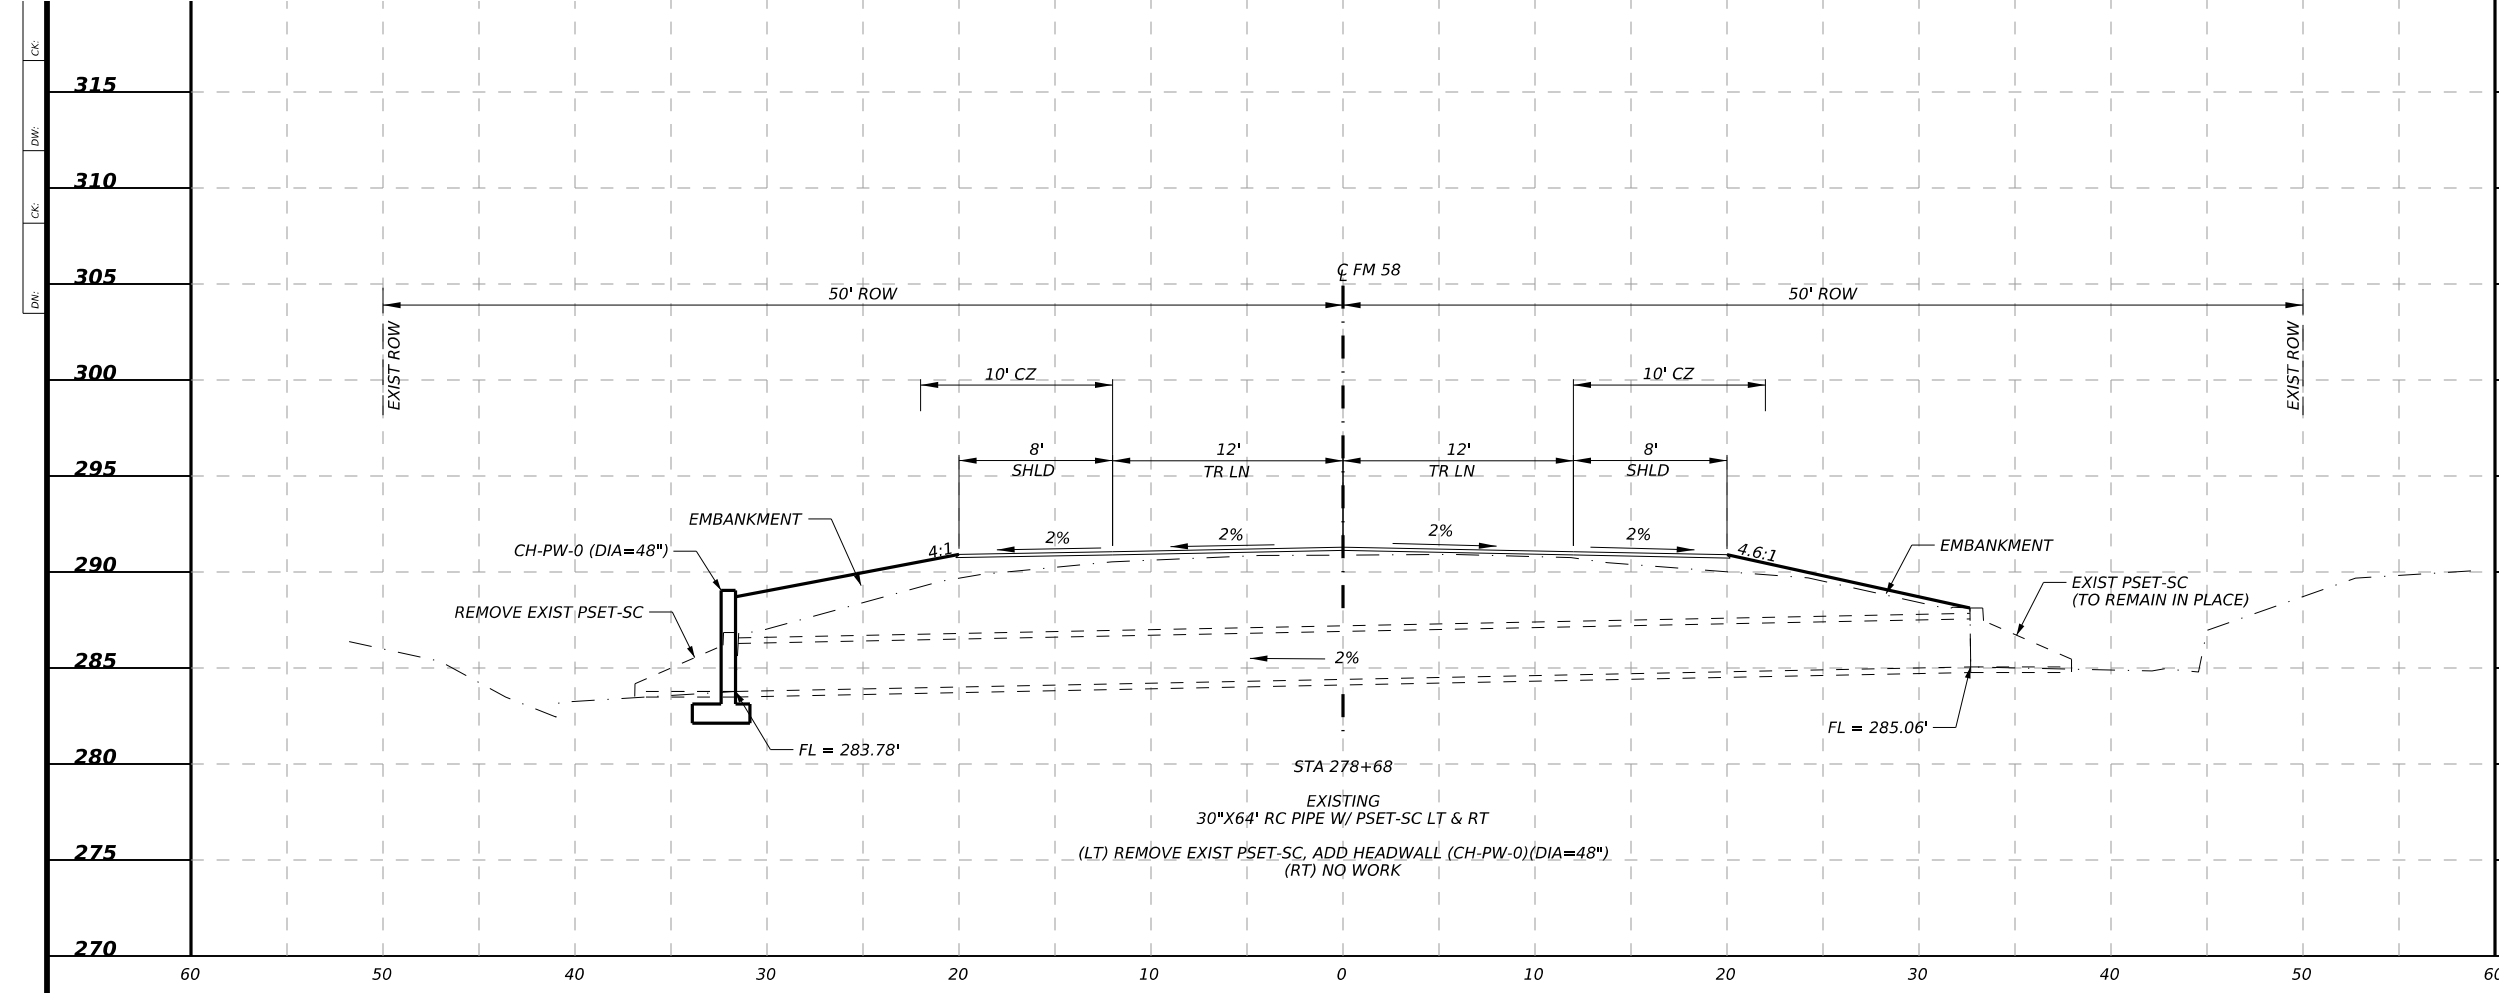 CK:
315
DW:
310
CK:
305
DN:
C
L FM 58
50' ROW
50' ROW
EXIST ROW
EXIST ROW
300
10' CZ
10' CZ
295
8'
SHLD
12'
TR LN
12'
TR LN
8'
SHLD
EMBANKMENT
CH-PW-0 (DIA=48")
4:1
2%
2%
2%
2%
4.6:1
EMBANKMENT
290
EXIST PSET-SC
(TO REMAIN IN PLACE)
REMOVE EXIST PSET-SC
285
2%
FL = 283.78'
FL = 285.06'
280
STA 278+68
EXISTING
30"X64' RC PIPE W/ PSET-SC LT & RT
275
(LT) REMOVE EXIST PSET-SC, ADD HEADWALL (CH-PW-0)(DIA=48")
(RT) NO WORK
270
60 50 40 30 20 10 0 10 20 30 40 50 60